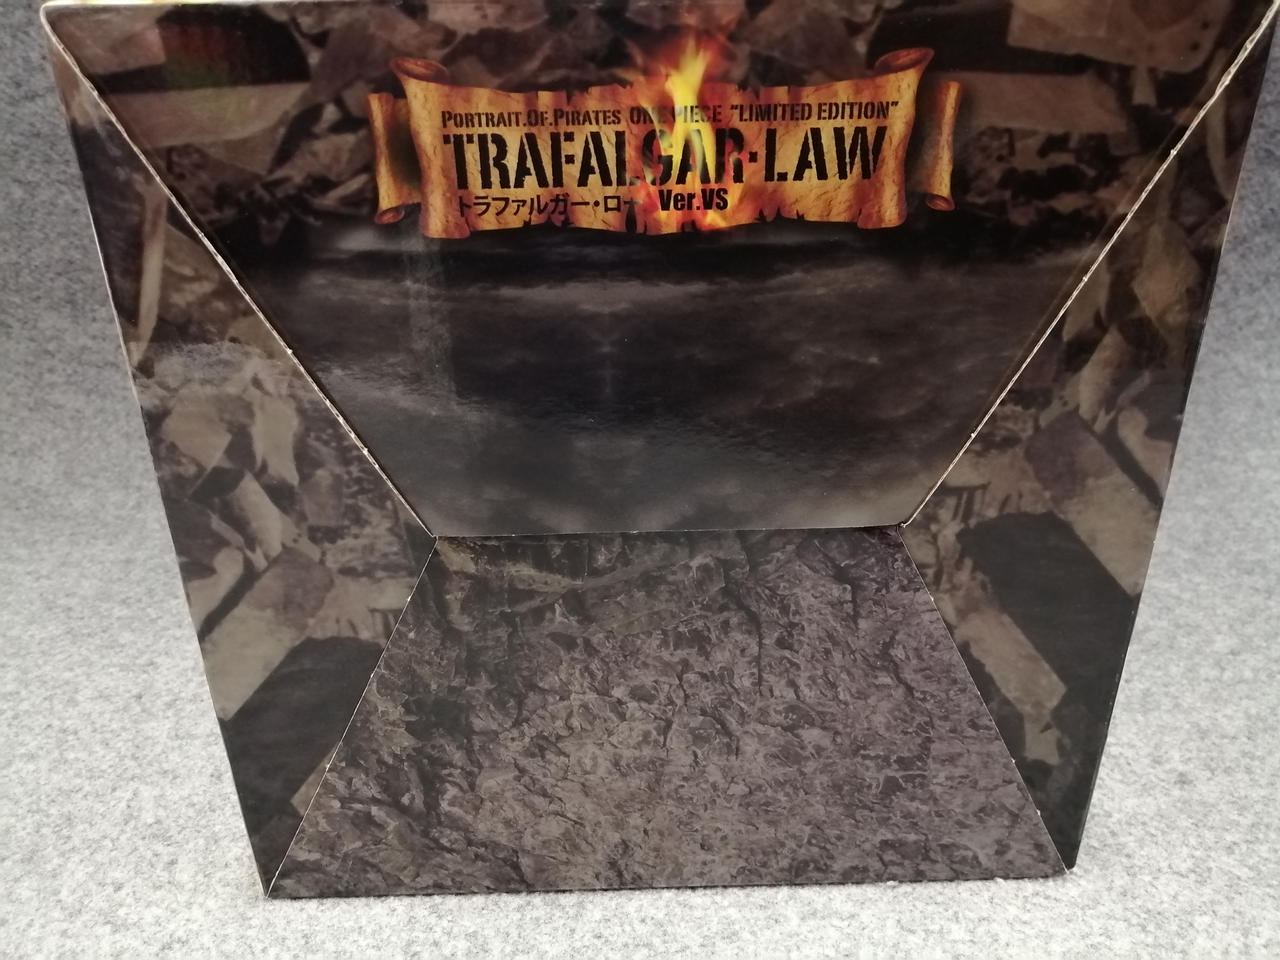 PORTRAIT.OF.PIRATES ONE PIECE "LIMITED EDITION"
TRAFALGAR·LAW
トラファルガー・ロー Ver.VS